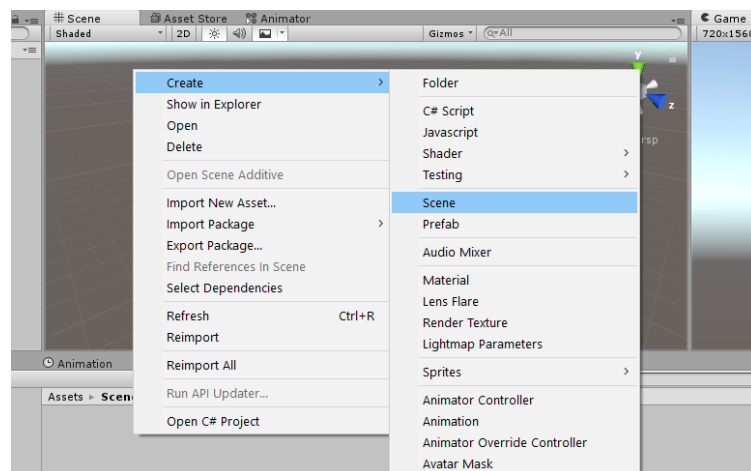 Scene
Asset Store
Animator
Game
Shaded
2D
Gizmos
All
720x1560
y
z
Create
Show in Explorer
Open
Delete
Open Scene Additive
Import New Asset...
Import Package
Export Package...
Find References In Scene
Select Dependencies
Refresh Ctrl+R
Reimport
Reimport All
Run API Updater...
Open C# Project
Folder
C# Script
Javascript
Shader
Testing
Scene
Prefab
Audio Mixer
Material
Lens Flare
Render Texture
Lightmap Parameters
Sprites
Animator Controller
Animation
Animator Override Controller
Avatar Mask
rsp
Animation
Assets
Scen